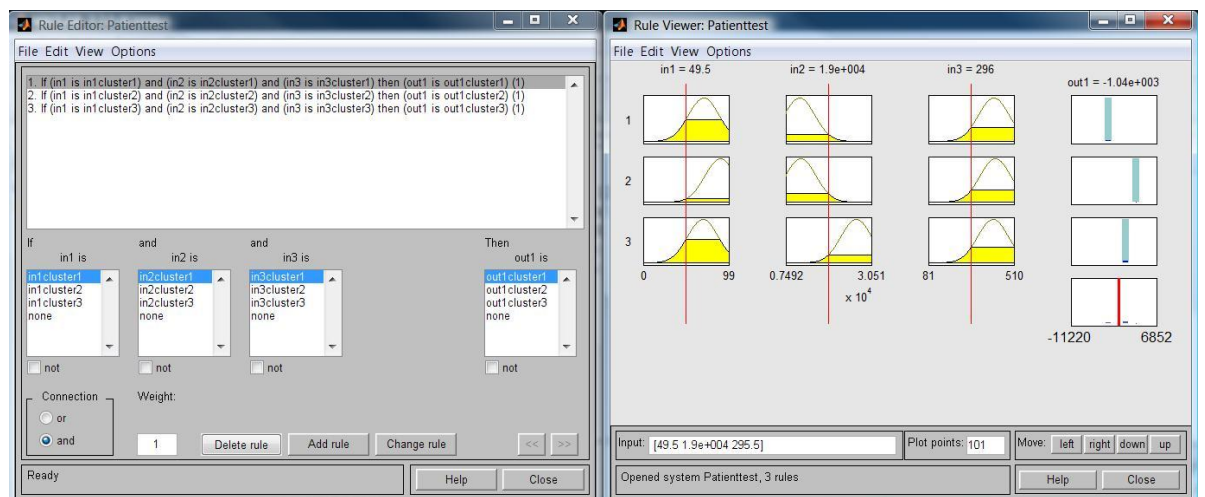 Rule Editor: Patienttest
File Edit View Options
1. If (in1 is in1cluster1) and (in2 is in2cluster1) and (in3 is in3cluster1) then (out1 is out1cluster1) (1)
2. If (in1 is in1cluster2) and (in2 is in2cluster2) and (in3 is in3cluster2) then (out1 is out1cluster2) (1)
3. If (in1 is in1cluster3) and (in2 is in2cluster3) and (in3 is in3cluster3) then (out1 is out1cluster3) (1)
If and and Then
in1 is in2 is in3 is out1 is
in1cluster1 in2cluster1 in3cluster1 out1cluster1
in1cluster2 in2cluster2 in3cluster2 out1cluster2
in1cluster3 in2cluster3 in3cluster3 out1cluster3
none none none none
not not not not
Connection Weight:
or
and 1 Delete rule Add rule Change rule << >>
Ready Help Close
Rule Viewer: Patienttest
File Edit View Options
in1 = 49.5 in2 = 1.9e+004 in3 = 296
out1 = -1.04e+003
1
2
3
0 99 0.7492 3.051 81 510
x 10^4
-11220 6852
Input: [49.5 1.9e+004 295.5] Plot points: 101 Move: left right down up
Opened system Patienttest, 3 rules Help Close